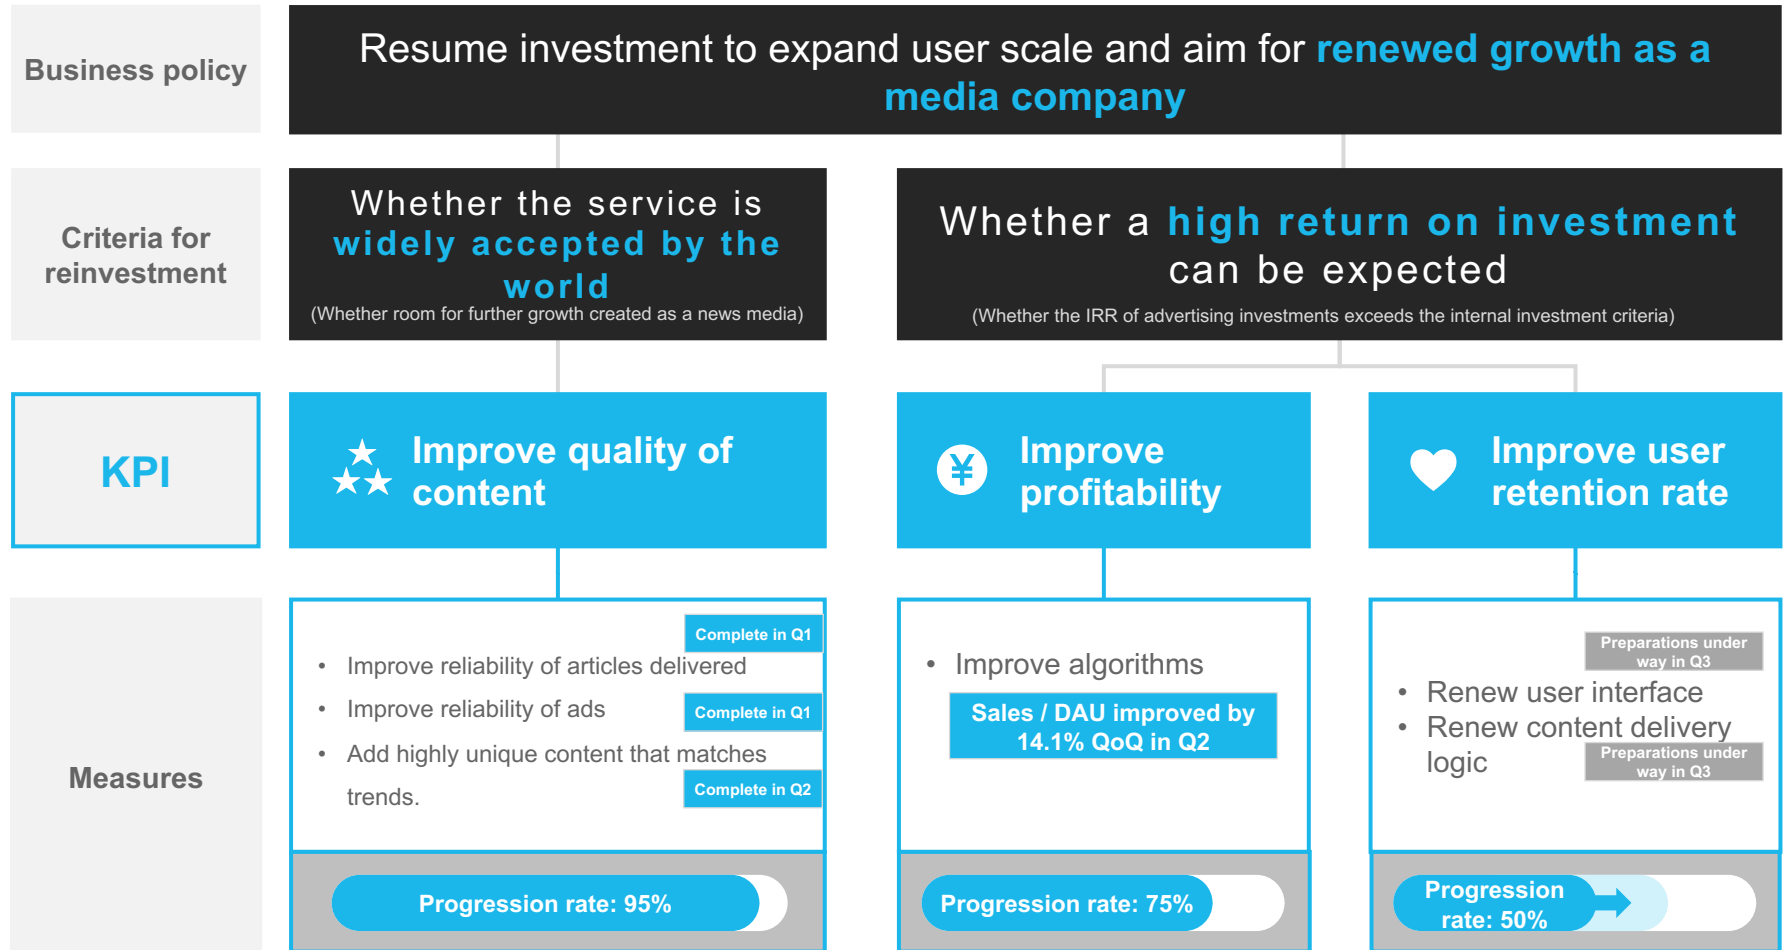 Business policy
Resume investment to expand user scale and aim for renewed growth as a
media company
Criteria for
reinvestment
Whether the service is
widely accepted by the
world
(Whether room for further growth created as a news media)
Whether a high return on investment
can be expected
(Whether the IRR of advertising investments exceeds the internal investment criteria)
KPI
Improve quality of
content
¥
Improve
profitability
Improve user
retention rate
Measures
Complete in Q1
• Improve reliability of articles delivered
• Improve reliability of ads
Complete in Q1
• Add highly unique content that matches
trends.
Complete in Q2
Progression rate: 95%
• Improve algorithms
Sales / DAU improved by
14.1% QoQ in Q2
Progression rate: 75%
Preparations under
way in Q3
• Renew user interface
• Renew content delivery
logic
Preparations under
way in Q3
Progression
rate: 50%